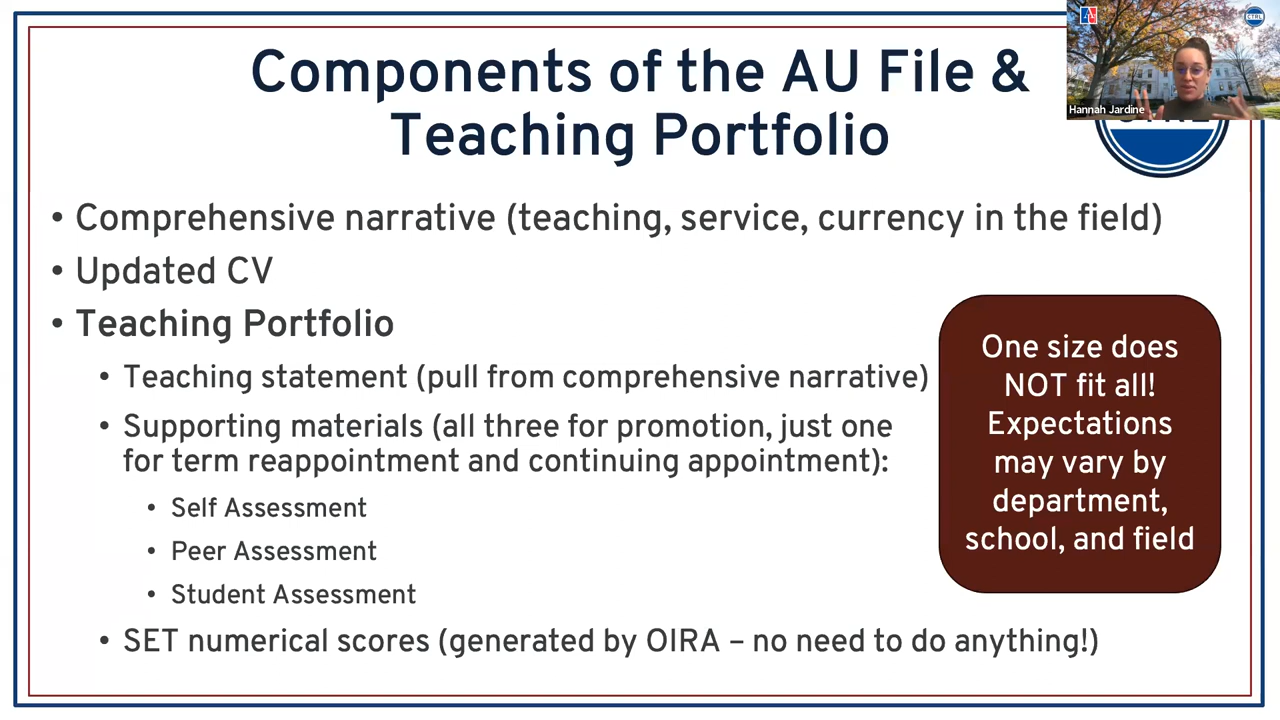 Components of the AU File &
Teaching Portfolio
CTRL
Hannah Jardine
• Comprehensive narrative (teaching, service, currency in the field)
• Updated CV
• Teaching Portfolio
• Teaching statement (pull from comprehensive narrative)
• Supporting materials (all three for promotion, just one
for term reappointment and continuing appointment):
• Self Assessment
• Peer Assessment
• Student Assessment
• SET numerical scores (generated by OIRA – no need to do anything!)
One size does
NOT fit all!
Expectations
may vary by
department,
school, and field